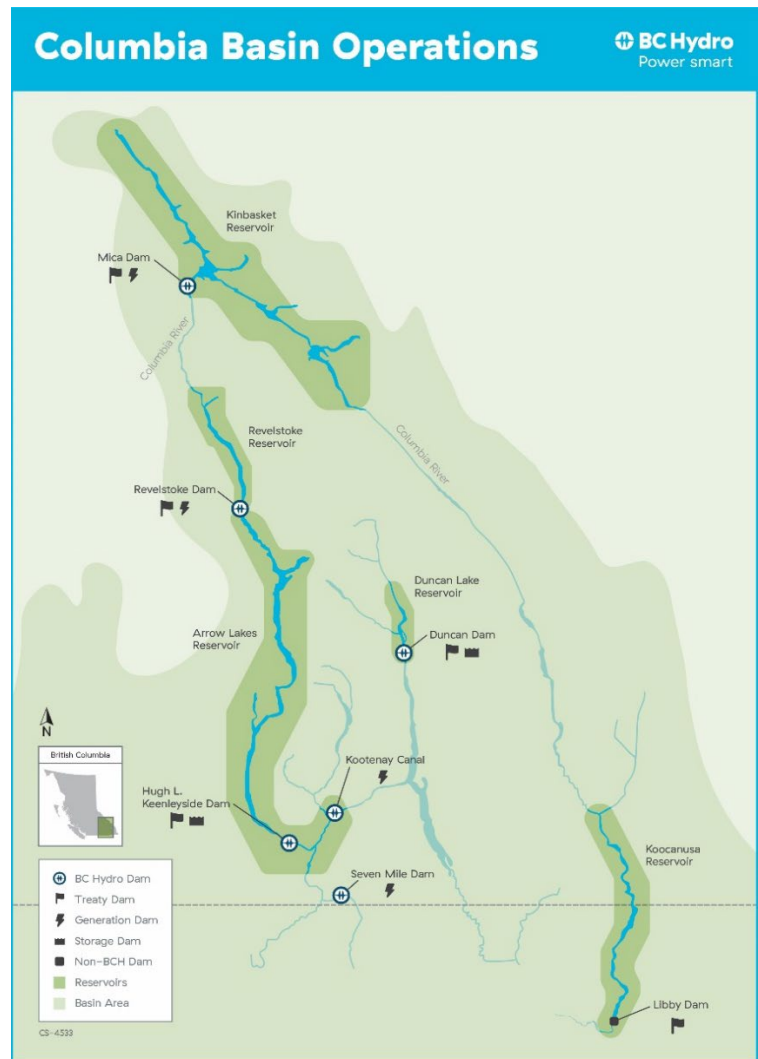 Columbia Basin Operations
BC Hydro
Power smart
Kinbasket
Reservoir
Mica Dam
Columbia River
Columbia River
Revelstoke
Reservoir
Revelstoke Dam
Duncan Lake
Reservoir
Arrow Lakes
Reservoir
Duncan Dam
N
British Columbia
Kootenay Canal
Hugh L.
Keenleyside Dam
Koocanusa
Reservoir
Seven Mile Dam
BC Hydro Dam
Treaty Dam
Generation Dam
Storage Dam
Non-BCH Dam
Reservoirs
Basin Area
Libby Dam
CS-4533